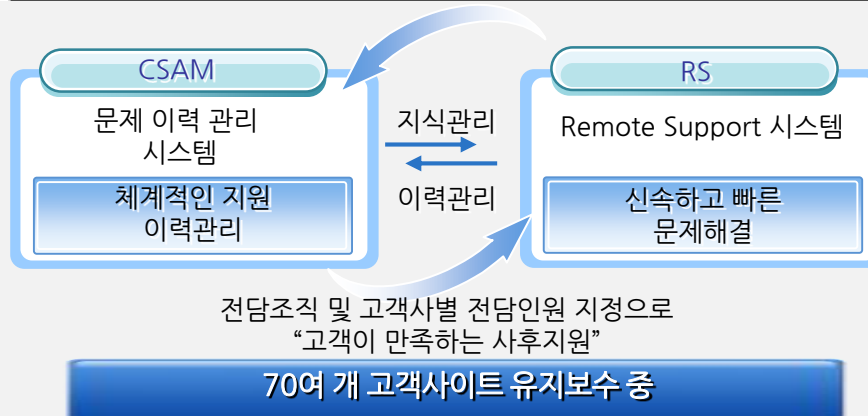 CSAM
문제 이력 관리
시스템
체계적인 지원
이력관리
지식관리
이력관리
RS
Remote Support 시스템
신속하고 빠른
문제해결
전담조직 및 고객사별 전담인원 지정으로
“고객이 만족하는 사후지원”
70여 개 고객사이트 유지보수 중